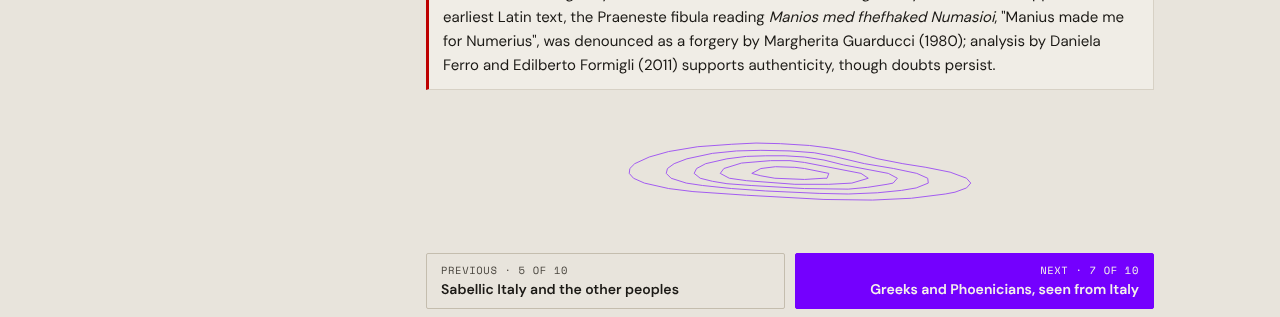 earliest Latin text, the Praeneste fibula reading Manios med fhefhaked Numasioi, "Manius made me
for Numerius", was denounced as a forgery by Margherita Guarducci (1980); analysis by Daniela
Ferro and Edilberto Formigli (2011) supports authenticity, though doubts persist.
PREVIOUS · 5 OF 10
Sabellic Italy and the other peoples
NEXT · 7 OF 10
Greeks and Phoenicians, seen from Italy